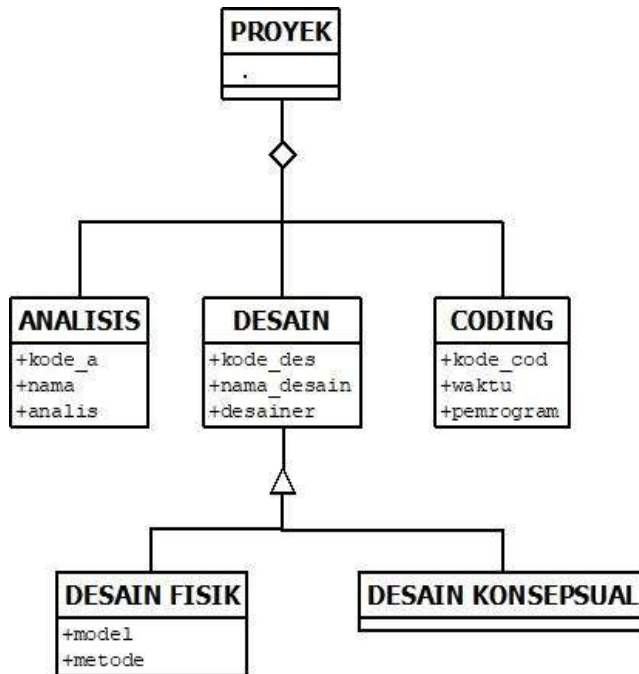 PROYEK
.
ANALISIS
+kode_a
+nama
+analis
DESAIN
+kode_des
+nama_desain
+desainer
CODING
+kode_cod
+waktu
+pemrogram
DESAIN FISIK
+model
+metode
DESAIN KONSEPSUAL